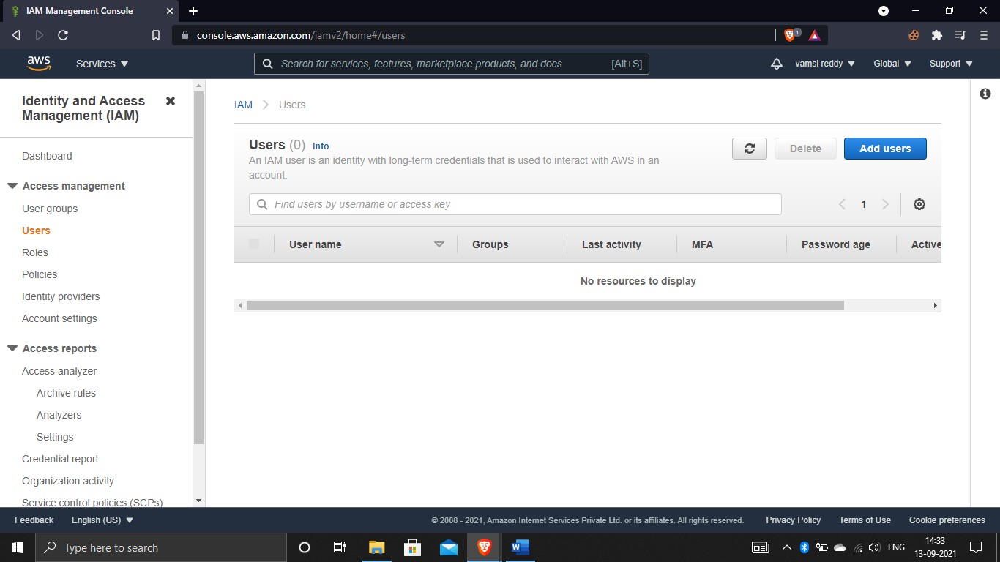 IAM Management Console
console.aws.amazon.com/iamv2/home#/users
1
aws
Services
Search for services, features, marketplace products, and docs
[Alt+S]
vamsi reddy
Global
Support
Identity and Access
Management (IAM)
Dashboard
Access management
User groups
Users
Roles
Policies
Identity providers
Account settings
Access reports
Access analyzer
Archive rules
Analyzers
Settings
Credential report
Organization activity
Service control policies (SCPs)
IAM
Users
Users (0) Info
An IAM user is an identity with long-term credentials that is used to interact with AWS in an
account.
Delete
Add users
Find users by username or access key
1
User name
Groups
Last activity
MFA
Password age
Active
No resources to display
Feedback
English (US)
© 2008 - 2021, Amazon Internet Services Private Ltd. or its affiliates. All rights reserved.
Privacy Policy
Terms of Use
Cookie preferences
Type here to search
ENG
14:33
13-09-2021